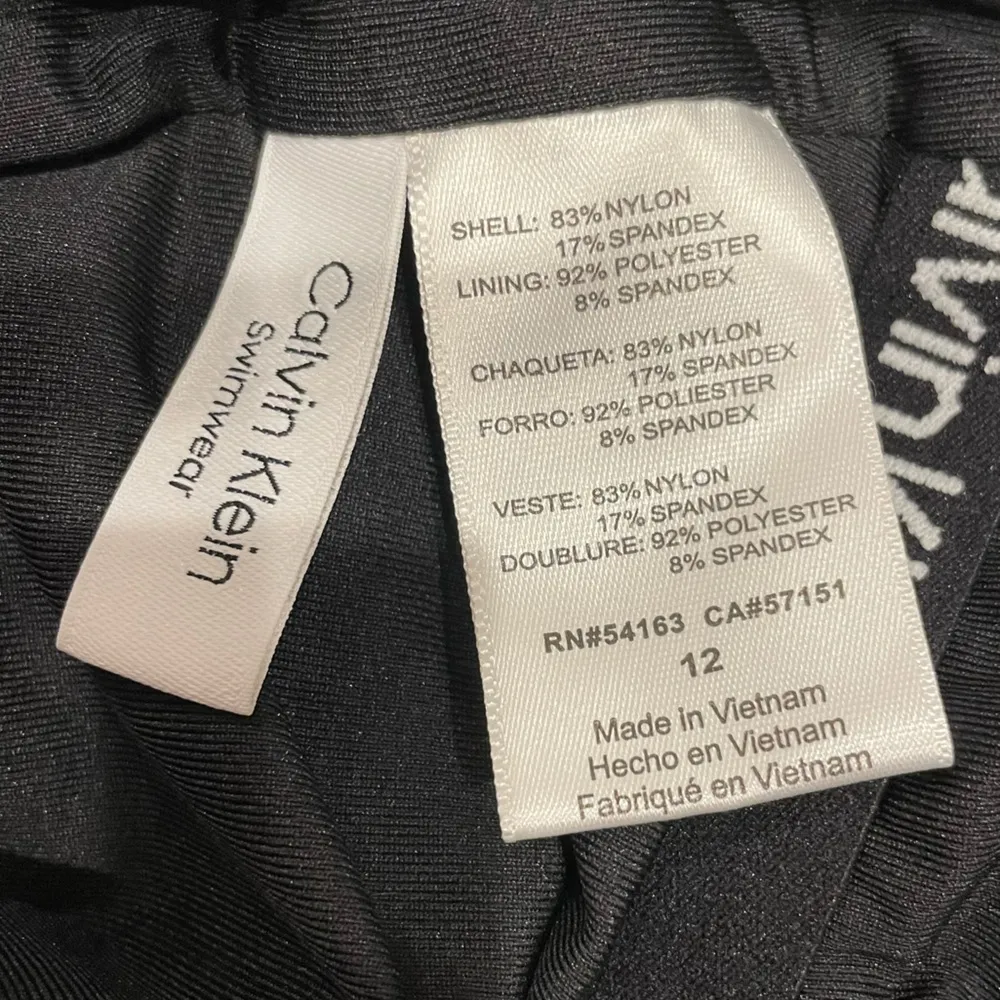 Calvin Klein
Swimwear
SHELL: 83% NYLON
17% SPANDEX
LINING: 92% POLYESTER
8% SPANDEX
CHAQUETA: 83% NYLON
17% SPANDEX
FORRO: 92% POLIESTER
8% SPANDEX
VESTE: 83% NYLON
17% SPANDEX
DOUBLURE: 92% POLYESTER
8% SPANDEX
RN#54163 CA#57151
12
Made in Vietnam
Hecho en Vietnam
Fabriqué en Vietnam